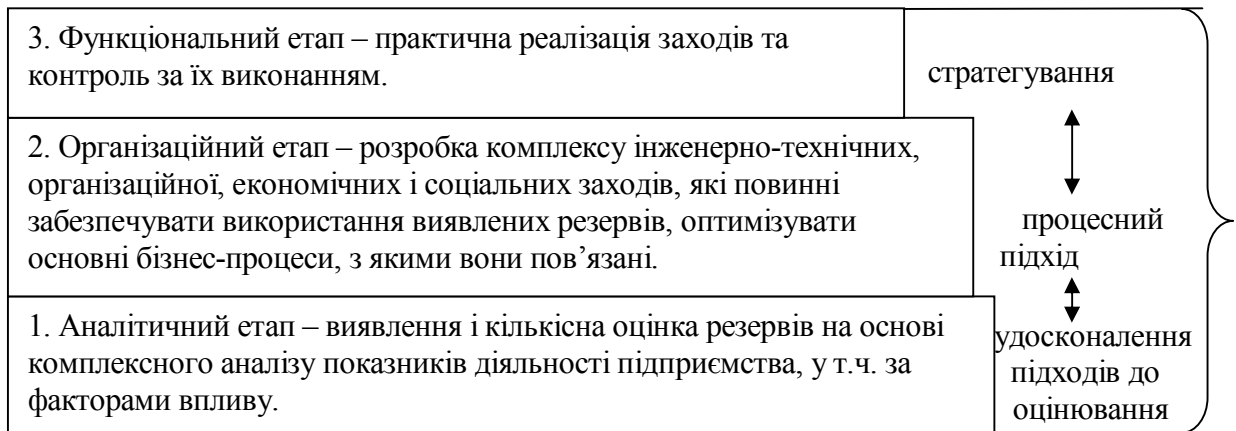 3. Функціональний етап – практична реалізація заходів та
контроль за їх виконанням.
стратегування
2. Організаційний етап – розробка комплексу інженерно-технічних,
організаційної, економічних і соціальних заходів, які повинні
забезпечувати використання виявлених резервів, оптимізувати
основні бізнес-процеси, з якими вони пов’язані.
процесний
підхід
1. Аналітичний етап – виявлення і кількісна оцінка резервів на основі
комплексного аналізу показників діяльності підприємства, у т.ч. за
факторами впливу.
удосконалення
підходів до
оцінювання